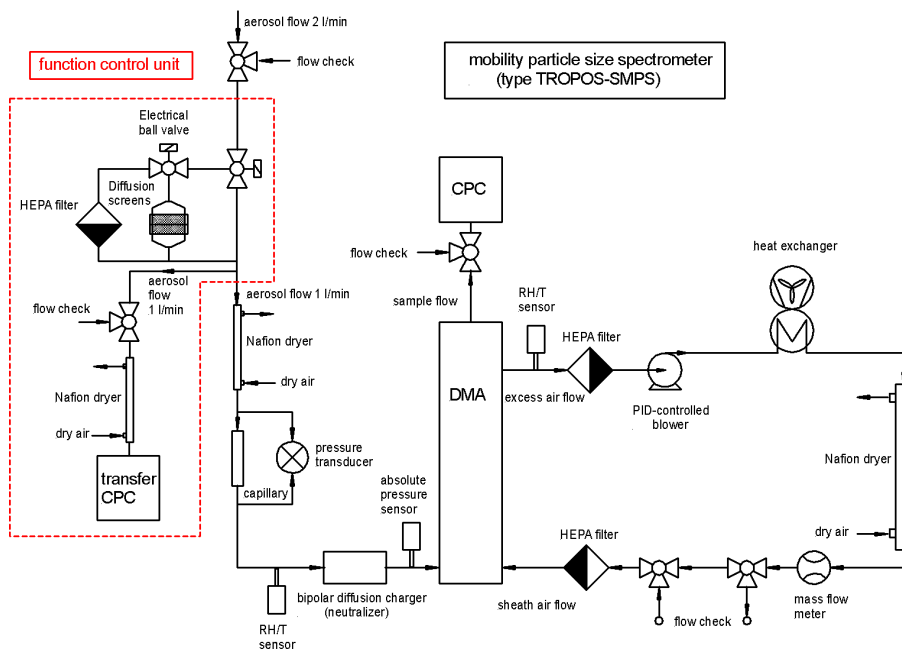 aerosol flow 2 l/min
flow check
function control unit
mobility particle size spectrometer
(type TROPOS-SMPS)
Electrical
ball valve
Diffusion
screens
HEPA filter
CPC
flow check
sample flow
heat exchanger
aerosol
flow
1 l/min
flow check
aerosol flow 1 l/min
RH/T
sensor
HEPA filter
Nafion dryer
dry air
DMA
excess air flow
PID-controlled
blower
Nafion dryer
dry air
transfer
CPC
pressure
transducer
capillary
absolute
pressure
sensor
Nafion dryer
dry air
HEPA filter
bipolar diffusion charger
(neutralizer)
RH/T
sensor
sheath air flow
flow check
mass flow
meter